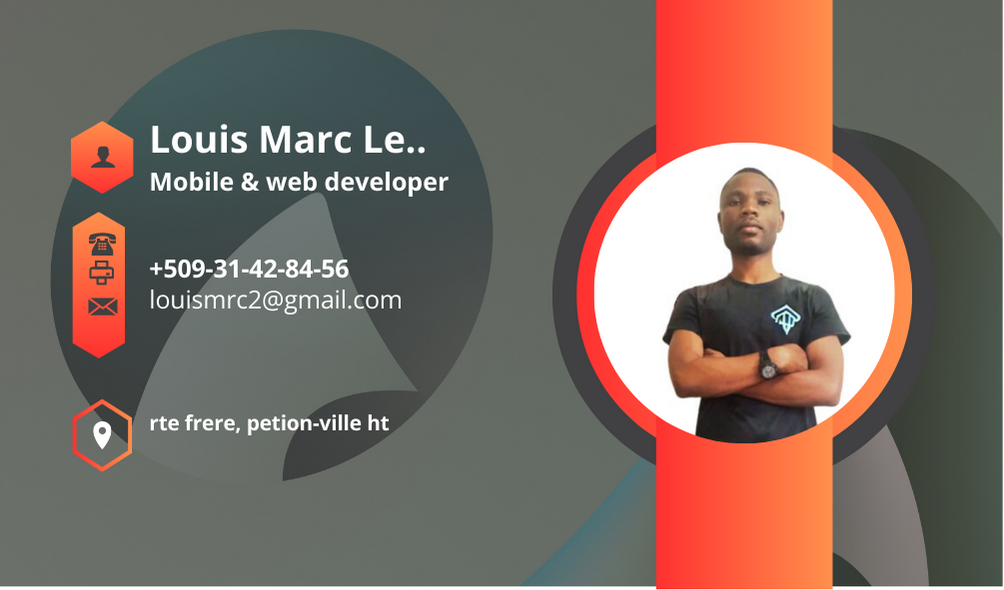 Louis Marc Le..
Mobile & web developer
+509-31-42-84-56
louismrc2@gmail.com
rte frere, petion-ville ht